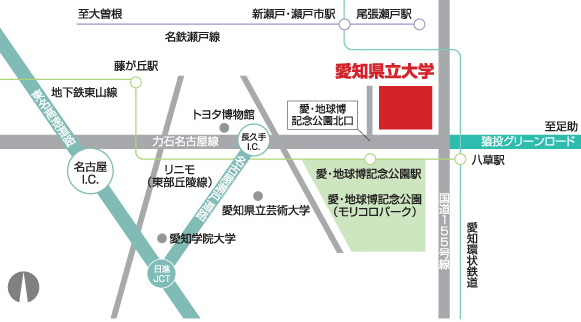 至大曽根
新瀬戸・瀬戸市駅
尾張瀬戸駅
名鉄瀬戸線
藤が丘駅
愛知県立大学
地下鉄東山線
東名高速道路
トヨタ博物館
愛・地球博
記念公園北口
至足助
力石名古屋線
長久手
I.C.
猿投グリーンロード
八草駅
名古屋
I.C.
リニモ
(東部丘陵線)
名古屋瀬戸道路
愛・地球博記念公園駅
愛・地球博記念公園
(モリコロパーク)
愛知県立芸術大学
国道155号線
愛知環状鉄道
愛知学院大学
日進
JCT